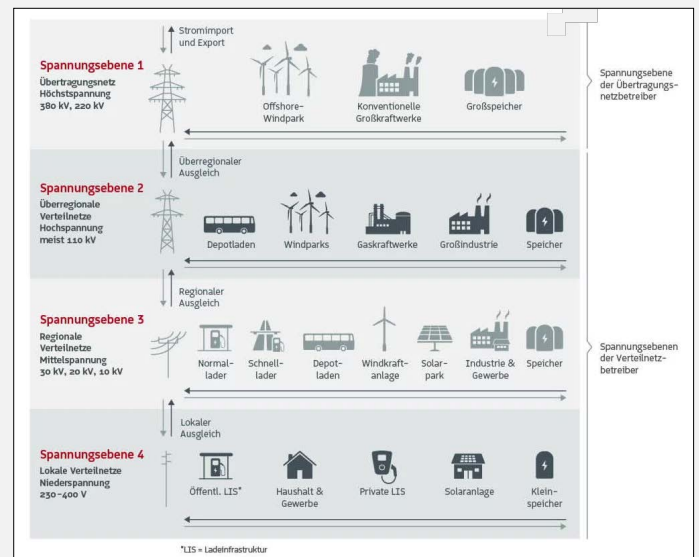 Stromimport
und Export
Spannungsebene 1
Übertragungsnetz
Höchstspannung
380 kV, 220 kV
Offshore-
Windpark
Konventionelle
Großkraftwerke
Großspeicher
Spannungsebene
der Übertragungs-
netzbetreiber
Überregionaler
Ausgleich
Spannungsebene 2
Überregionale
Verteilnetze
Hochspannung
meist 110 kV
Depotladen
Windparks
Gaskraftwerke
Großindustrie
Speicher
Regionaler
Ausgleich
Spannungsebene 3
Regionale
Verteilnetze
Mittelspannung
30 kV, 20 kV, 10 kV
Normal-
lader
Schnell-
lader
Depot-
laden
Windkraft-
anlage
Solar-
park
Industrie &
Gewerbe
Speicher
Spannungsebenen
der Verteilnetz-
betreiber
Lokaler
Ausgleich
Spannungsebene 4
Lokale Verteilnetze
Niederspannung
230-400 V
Öffentl. LIS*
Haushalt &
Gewerbe
Private LIS
Solaranlage
Klein-
speicher
*LIS = Ladeinfrastruktur